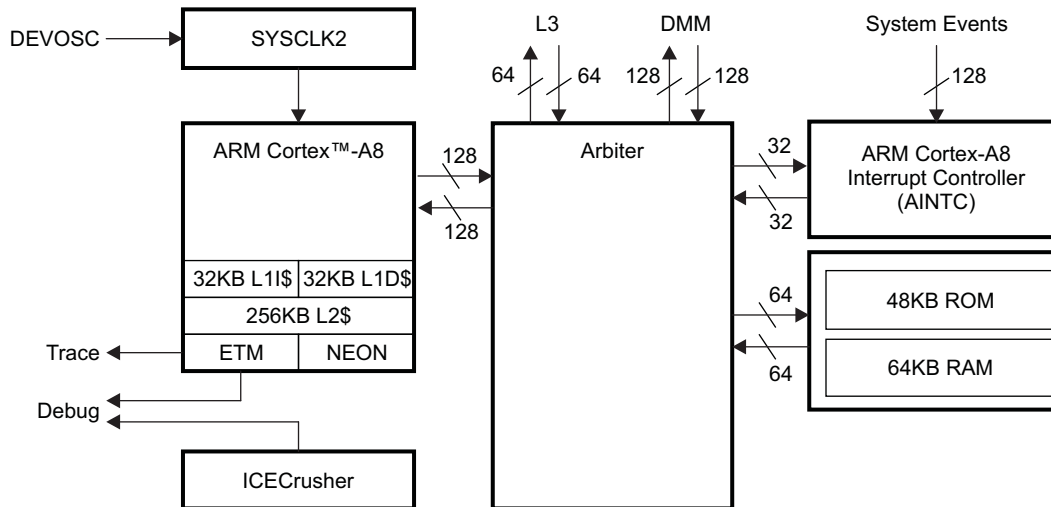 DEVOSC
SYSCLK2
L3
DMM
System Events
64
64
128
128
128
ARM Cortex™-A8
Arbiter
ARM Cortex-A8
Interrupt Controller
(AINTC)
128
128
32
32
32KB L1I$
32KB L1D$
256KB L2$
ETM
NEON
64
64
48KB ROM
64KB RAM
Trace
Debug
ICECrusher